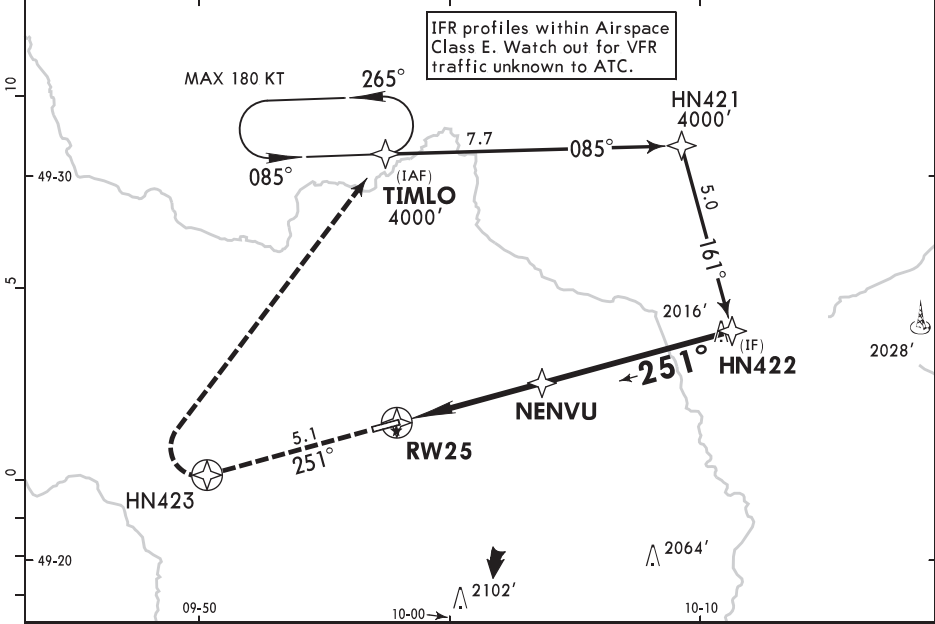 IFR profiles within Airspace
Class E. Watch out for VFR
traffic unknown to ATC.
MAX 180 KT
265°
10
HN421
4000'
7.7
085°
085°
49-30
(IAF)
TIMLO
4000'
5.0
161°
5
2016'
(IF)
HN422
2028'
251°
NENVU
RW25
5.1
251°
0
HN423
2064'
49-20
2102'
09-50
10-00
10-10